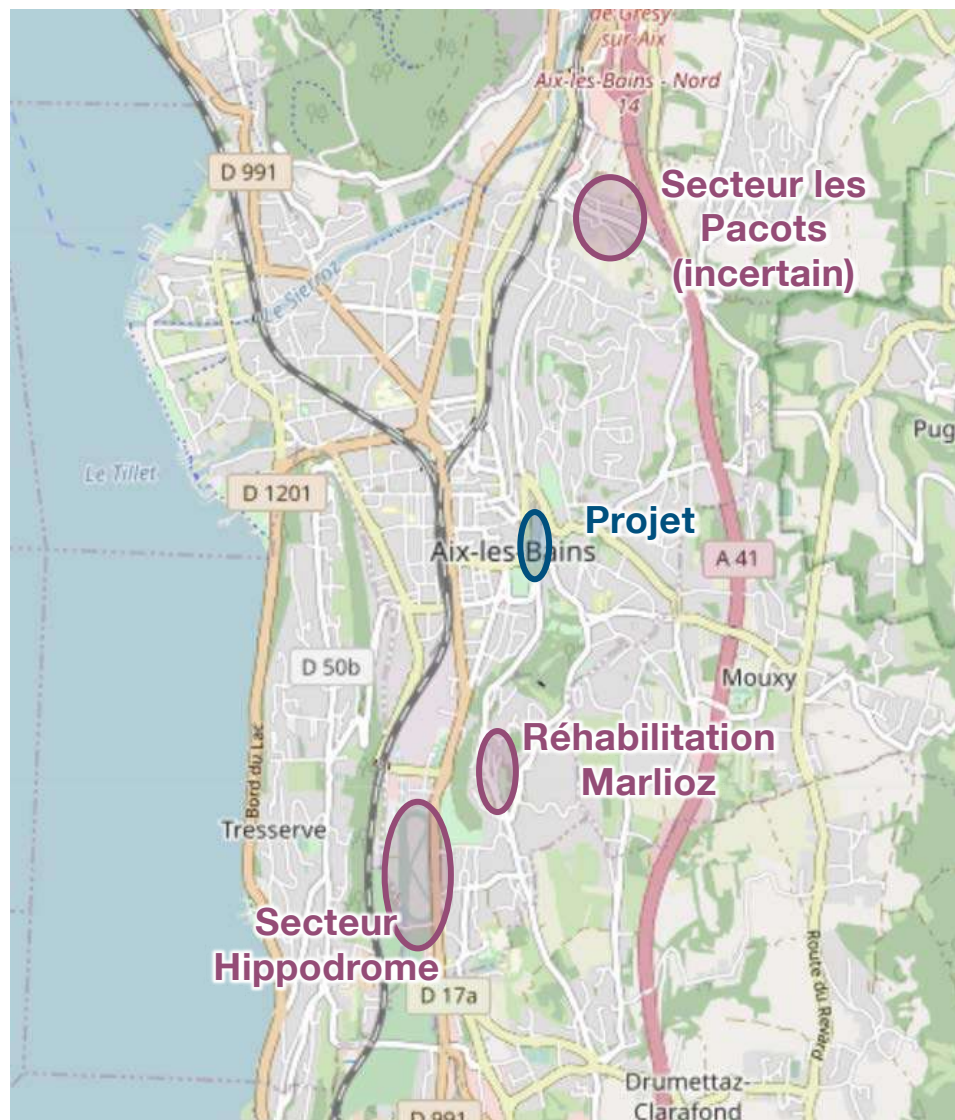 de Grésy-
sur-Aix
Aix-les-Bains - Nord
14
D 991
Secteur les
Pacots
(incertain)
Le Sierroz
Pug
Le Tillet
D 1201
Projet
Aix-les-Bains
A 41
D 50b
Mouxy
Réhabilitation
Marlioz
Bord du Lac
Tresserve
Secteur
Hippodrome
Route du Revard
D 17a
Drumettaz-
Clarafond
D 991